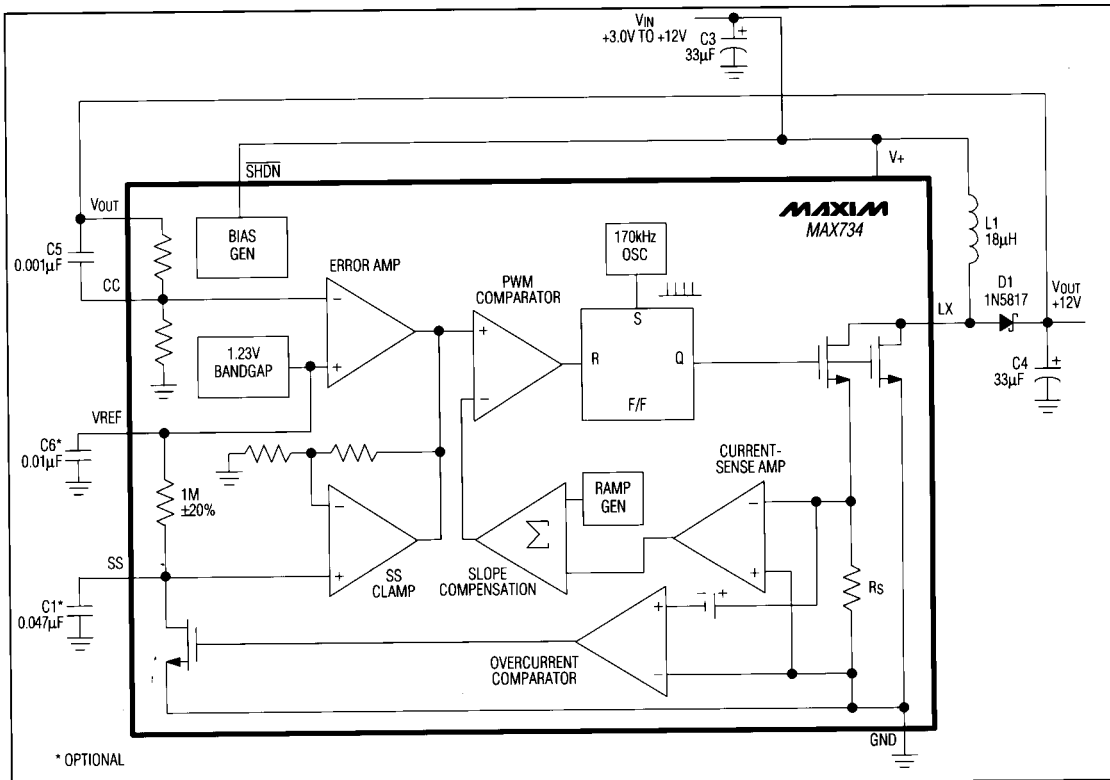 VIN
+3.0V TO +12V
C3
33µF
+
SHDN
V+
VOUT
C5
0.001µF
CC
BIAS
GEN
ERROR AMP
−
+
1.23V
BANDGAP
VREF
C6*
0.01µF
1M
±20%
SS
C1*
0.047µF
−
+
SS
CLAMP
PWM
COMPARATOR
+
−
170kHz
OSC
S
R
Q
F/F
MAXIM
MAX734
L1
18µH
D1
1N5817
LX
VOUT
+12V
C4
33µF
+
Σ
SLOPE
COMPENSATION
RAMP
GEN
CURRENT-
SENSE AMP
−
+
RS
− +
+
−
OVERCURRENT
COMPARATOR
GND
* OPTIONAL